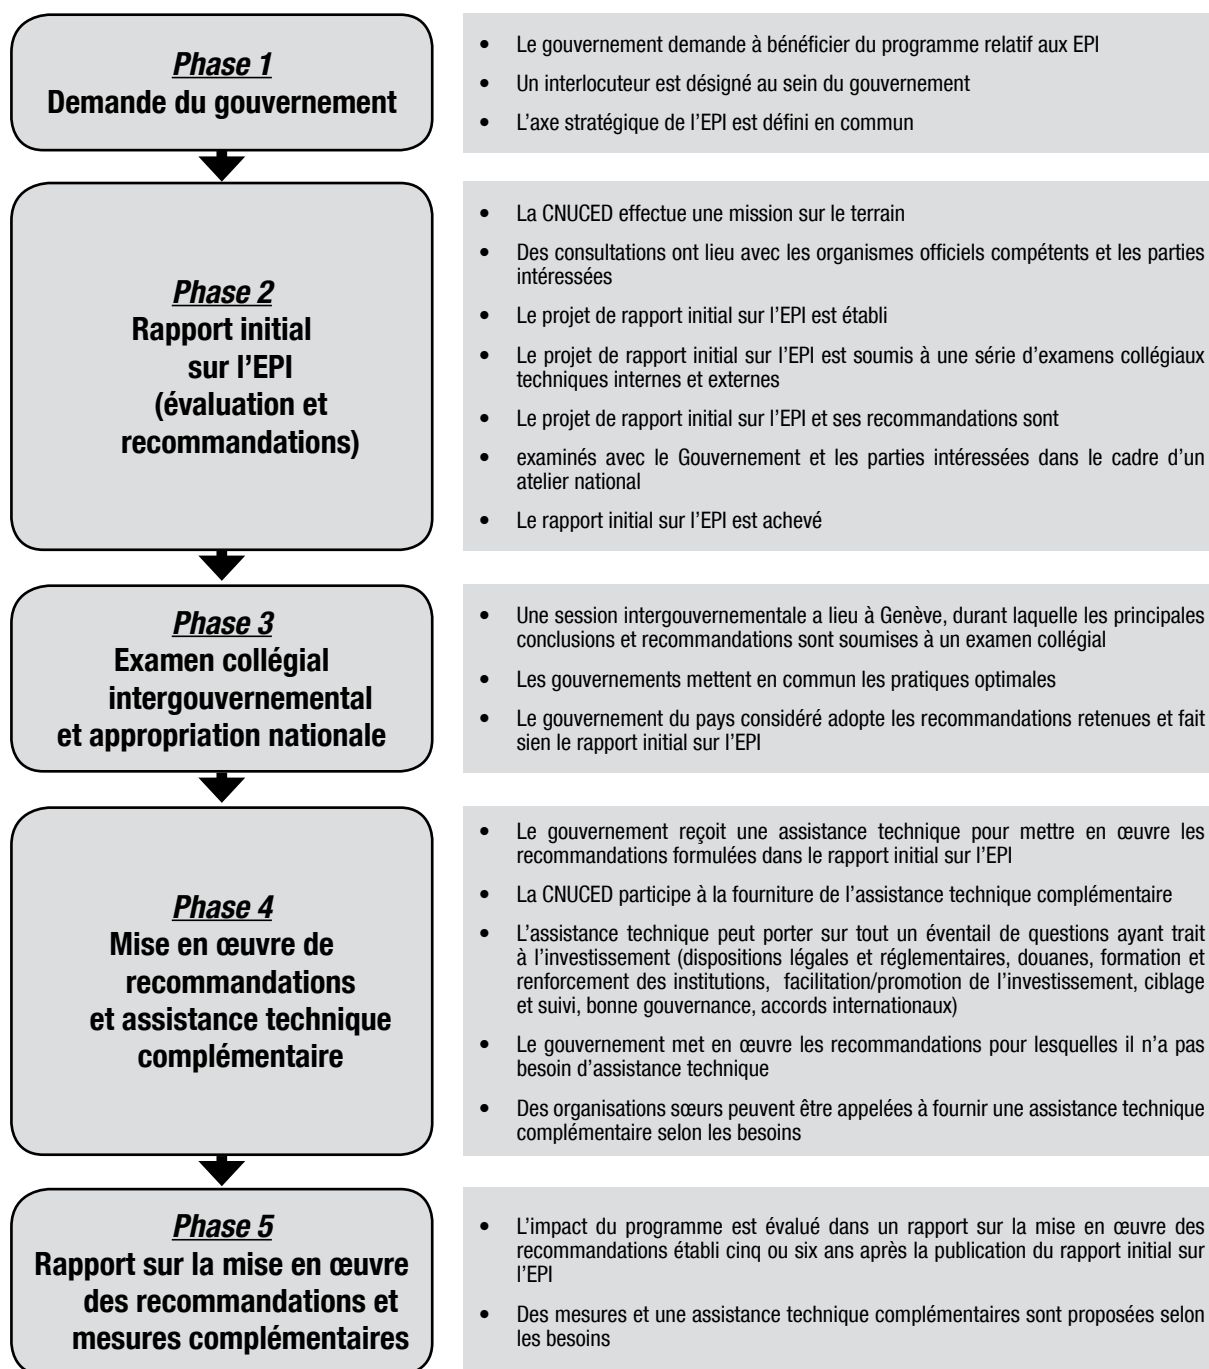 Phase 1
Demande du gouvernement
• Le gouvernement demande à bénéficier du programme relatif aux EPI
• Un interlocuteur est désigné au sein du gouvernement
• L'axe stratégique de l'EPI est défini en commun
Phase 2
Rapport initial
sur l'EPI
(évaluation et
recommandations)
• La CNUCED effectue une mission sur le terrain
• Des consultations ont lieu avec les organismes officiels compétents et les parties
intéressées
• Le projet de rapport initial sur l'EPI est établi
• Le projet de rapport initial sur l'EPI est soumis à une série d'examens collégiaux
techniques internes et externes
• Le projet de rapport initial sur l'EPI et ses recommandations sont
• examinés avec le Gouvernement et les parties intéressées dans le cadre d'un
atelier national
• Le rapport initial sur l'EPI est achevé
Phase 3
Examen collégial
intergouvernemental
et appropriation nationale
• Une session intergouvernementale a lieu à Genève, durant laquelle les principales
conclusions et recommandations sont soumises à un examen collégial
• Les gouvernements mettent en commun les pratiques optimales
• Le gouvernement du pays considéré adopte les recommandations retenues et fait
sien le rapport initial sur l'EPI
Phase 4
Mise en œuvre de
recommandations
et assistance technique
complémentaire
• Le gouvernement reçoit une assistance technique pour mettre en œuvre les
recommandations formulées dans le rapport initial sur l'EPI
• La CNUCED participe à la fourniture de l'assistance technique complémentaire
• L'assistance technique peut porter sur tout un éventail de questions ayant trait
à l'investissement (dispositions légales et réglementaires, douanes, formation et
renforcement des institutions, facilitation/promotion de l'investissement, ciblage
et suivi, bonne gouvernance, accords internationaux)
• Le gouvernement met en œuvre les recommandations pour lesquelles il n'a pas
besoin d'assistance technique
• Des organisations sœurs peuvent être appelées à fournir une assistance technique
complémentaire selon les besoins
Phase 5
Rapport sur la mise en œuvre
des recommandations et
mesures complémentaires
• L'impact du programme est évalué dans un rapport sur la mise en œuvre des
recommandations établi cinq ou six ans après la publication du rapport initial sur
l'EPI
• Des mesures et une assistance technique complémentaires sont proposées selon
les besoins